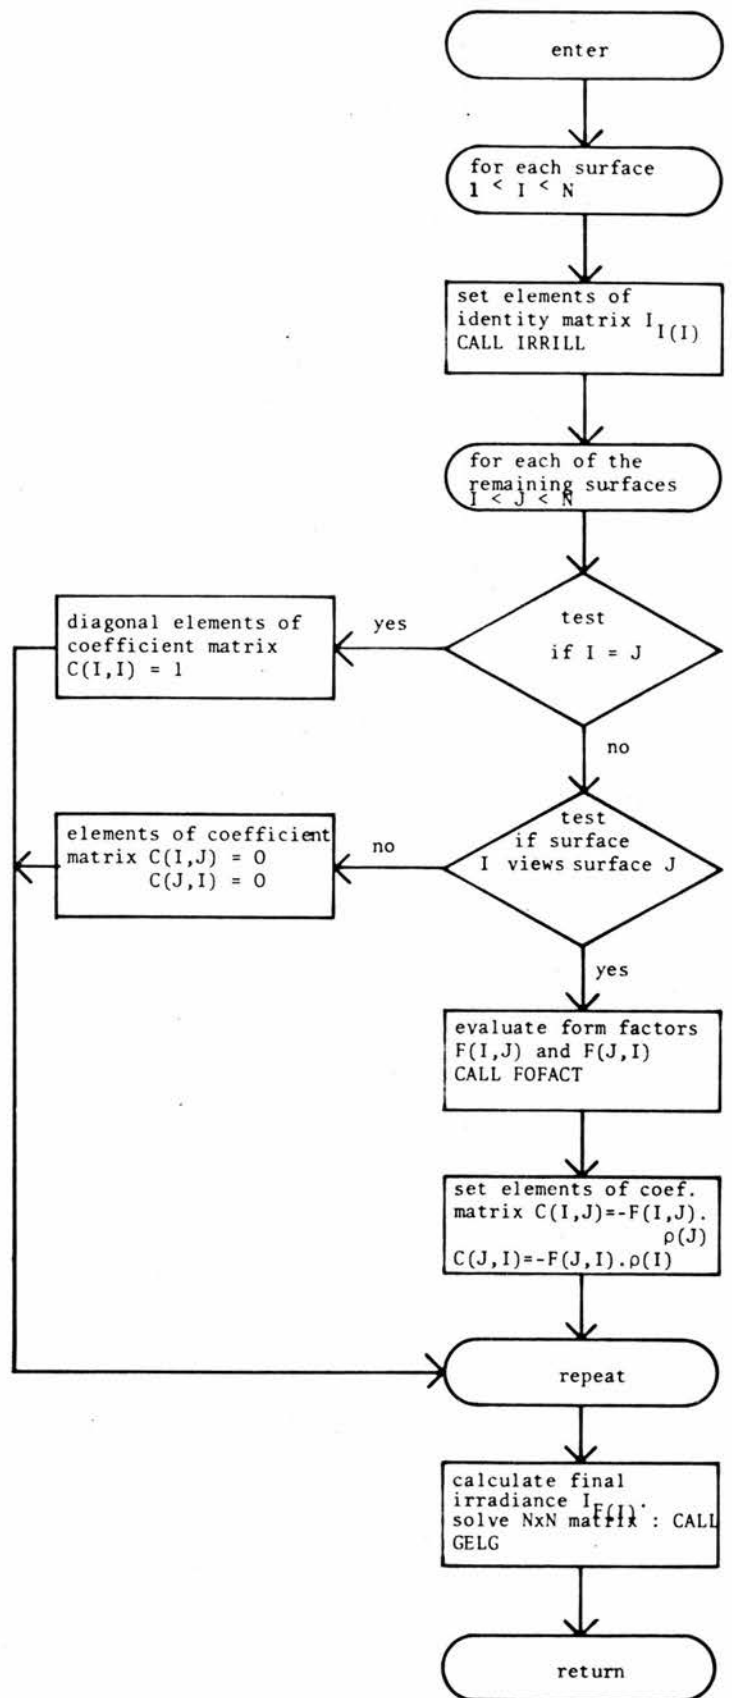 enter
for each surface
1 < I < N
set elements of
identity matrix I I(I)
CALL IRRILL
for each of the
remaining surfaces
I < J < N
test
if I = J
yes
diagonal elements of
coefficient matrix
C(I,I) = 1
no
test
if surface
I views surface J
no
elements of coefficient
matrix C(I,J) = 0
C(J,I) = 0
yes
evaluate form factors
F(I,J) and F(J,I)
CALL FOFACT
set elements of coef.
matrix C(I,J)=-F(I,J).
ρ(J)
C(J,I)=-F(J,I).ρ(I)
repeat
calculate final
irradiance I F(I).
solve NxN matrix : CALL
GELG
return